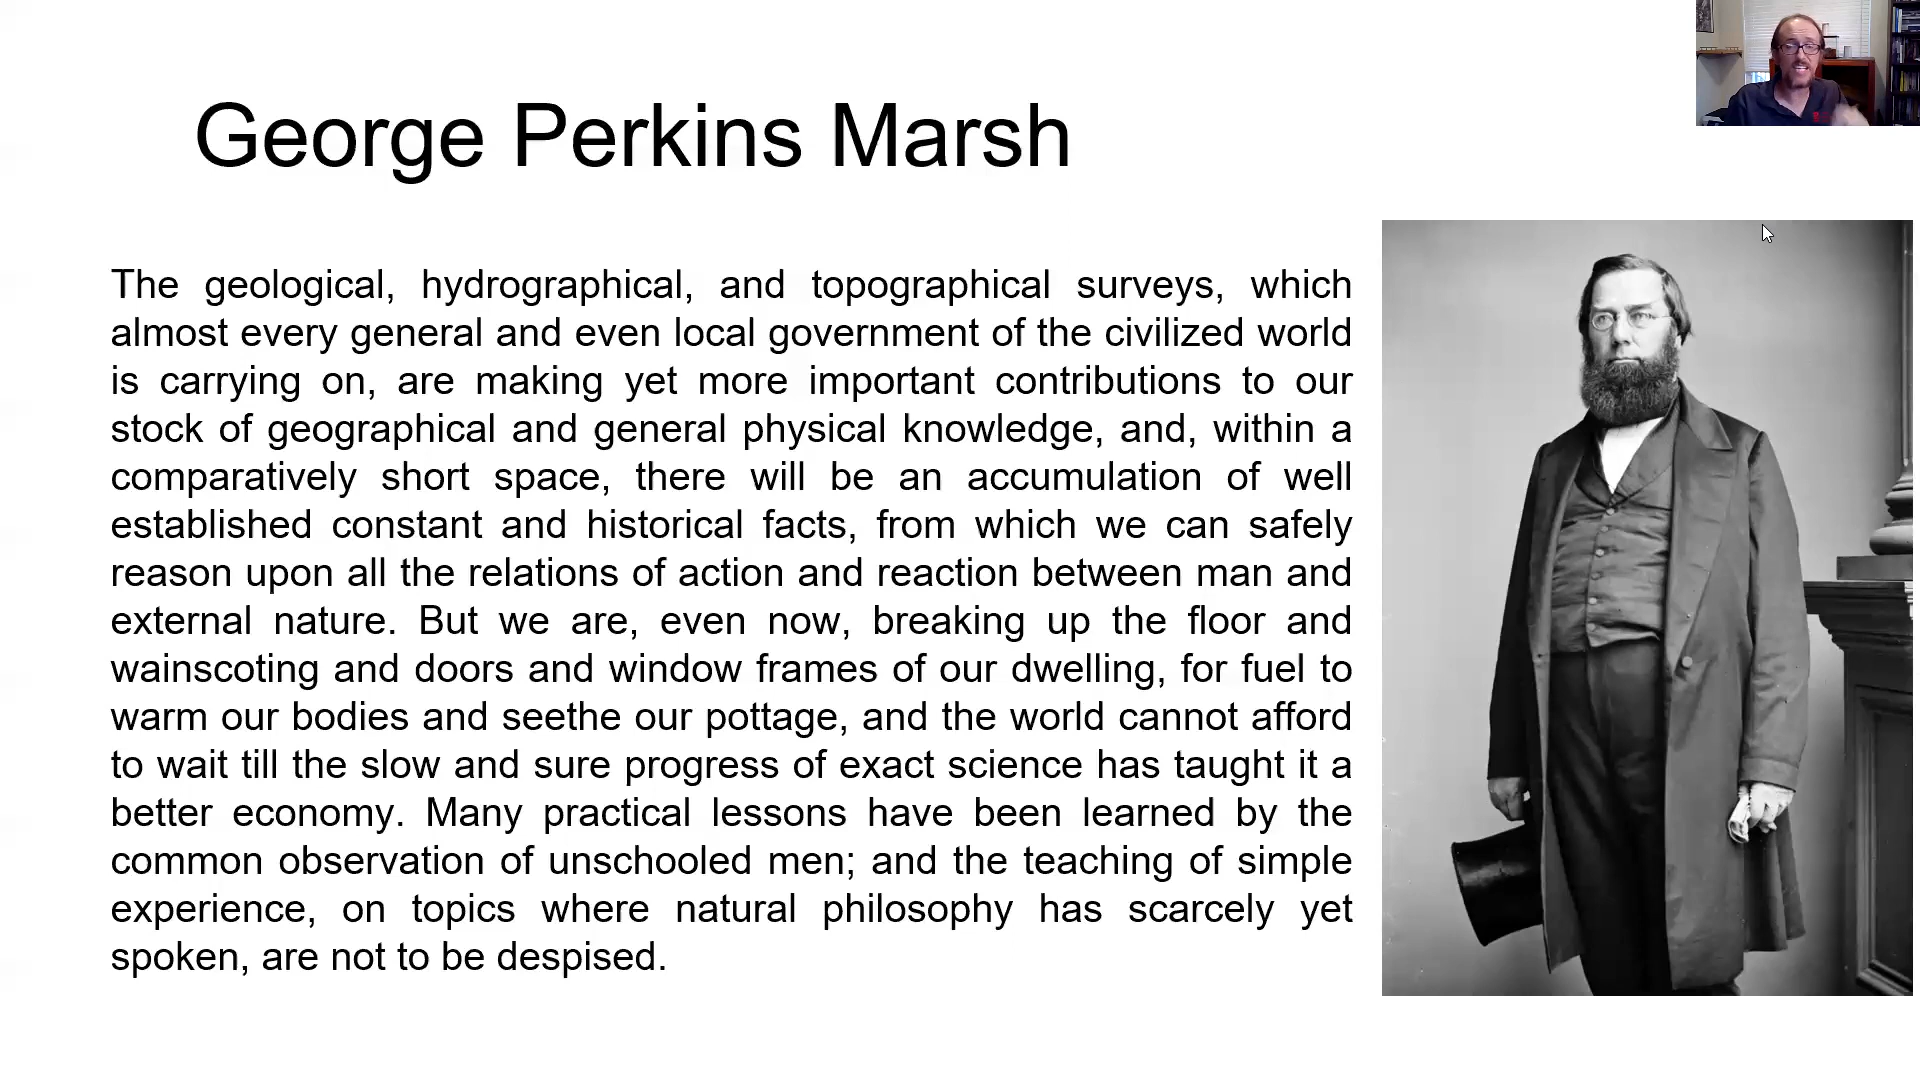 George Perkins Marsh
The geological, hydrographical, and topographical surveys, which
almost every general and even local government of the civilized world
is carrying on, are making yet more important contributions to our
stock of geographical and general physical knowledge, and, within a
comparatively short space, there will be an accumulation of well
established constant and historical facts, from which we can safely
reason upon all the relations of action and reaction between man and
external nature. But we are, even now, breaking up the floor and
wainscoting and doors and window frames of our dwelling, for fuel to
warm our bodies and seethe our pottage, and the world cannot afford
to wait till the slow and sure progress of exact science has taught it a
better economy. Many practical lessons have been learned by the
common observation of unschooled men; and the teaching of simple
experience, on topics where natural philosophy has scarcely yet
spoken, are not to be despised.